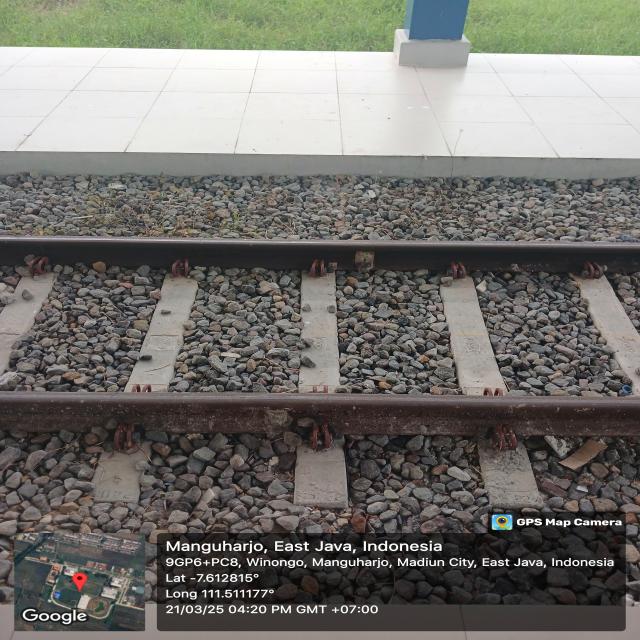 GPS Map Camera
Manguharjo, East Java, Indonesia
9GP6+PC8, Winongo, Manguharjo, Madiun City, East Java, Indonesia
Lat -7.612815°
Long 111.511177°
21/03/25 04:20 PM GMT +07:00
Google